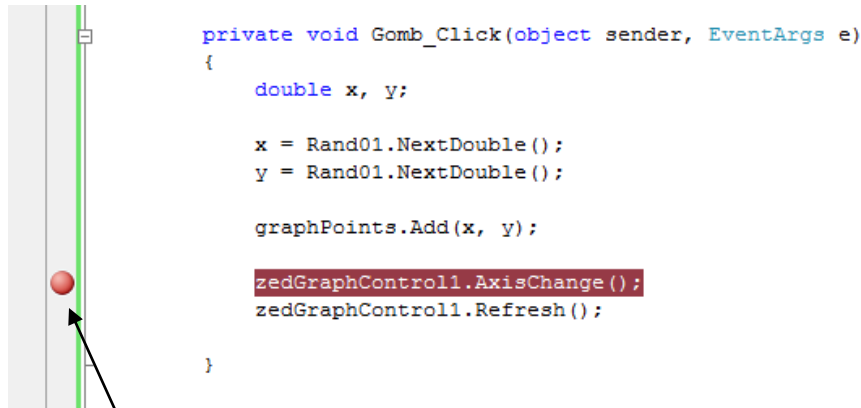 private void Gomb_Click(object sender, EventArgs e)
{
double x, y;
x = Rand01.NextDouble();
y = Rand01.NextDouble();
graphPoints.Add(x, y);
zedGraphControl1.AxisChange();
zedGraphControl1.Refresh();
}